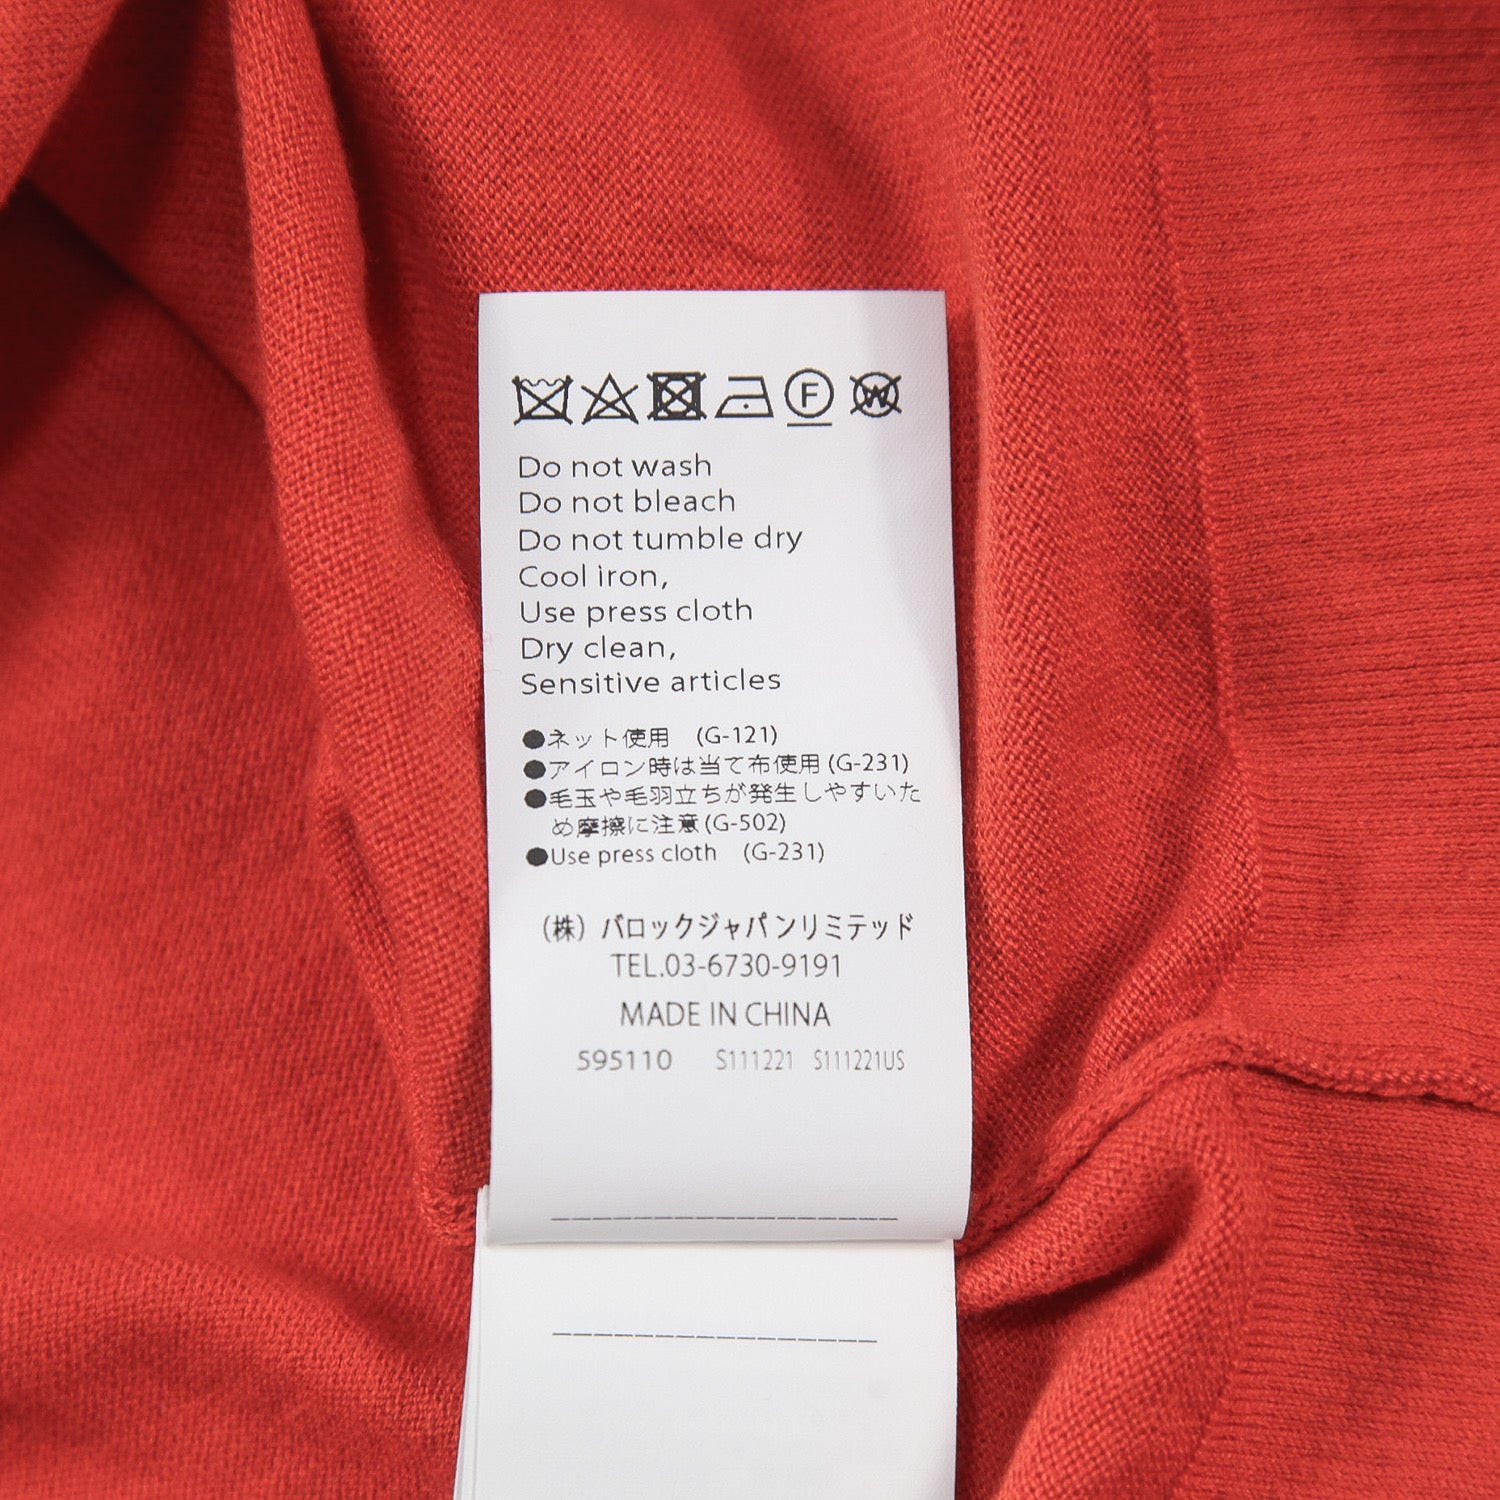 F W
Do not wash
Do not bleach
Do not tumble dry
Cool iron,
Use press cloth
Dry clean,
Sensitive articles
●ネット使用 (G-121)
●アイロン時は当て布使用 (G-231)
●毛玉や毛羽立ちが発生しやすいた
め摩擦に注意 (G-502)
●Use press cloth (G-231)
(株) バロックジャパンリミテッド
TEL.03-6730-9191
MADE IN CHINA
595110 S111221 S111221US